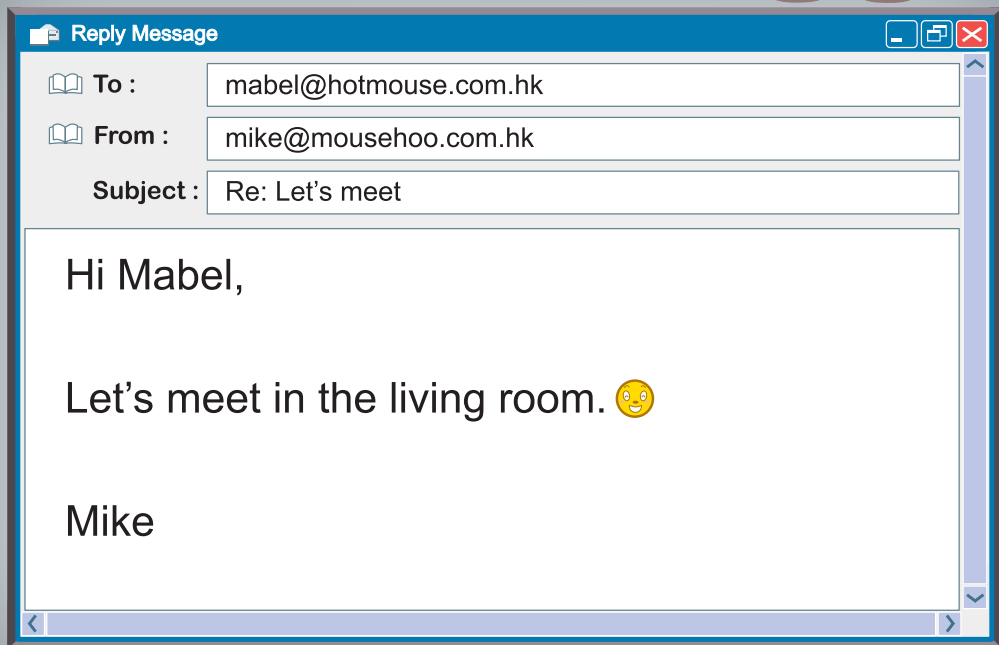 Reply Message
To : mabel@hotmouse.com.hk
From : mike@mousehoo.com.hk
Subject : Re: Let’s meet
Hi Mabel,
Let’s meet in the living room.
Mike